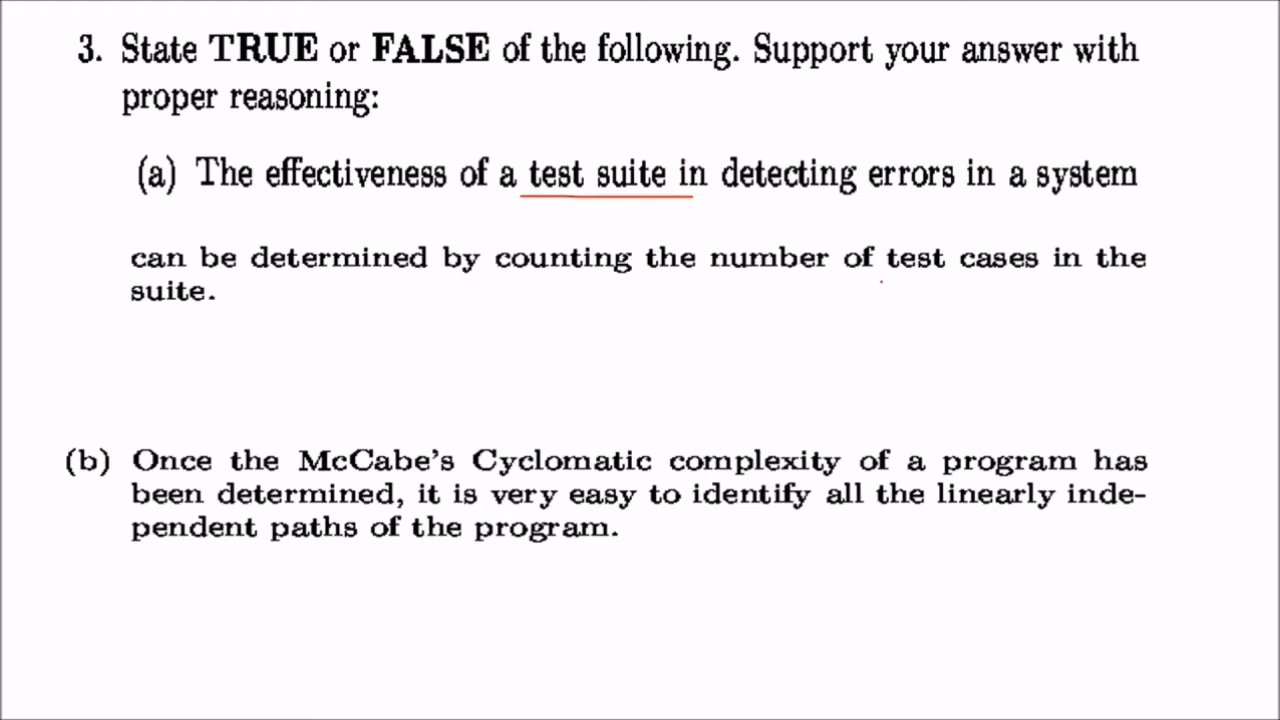 3. State TRUE or FALSE of the following. Support your answer with
proper reasoning:
(a) The effectiveness of a test suite in detecting errors in a system
can be determined by counting the number of test cases in the
suite.
(b) Once the McCabe's Cyclomatic complexity of a program has
been determined, it is very easy to identify all the linearly inde-
pendent paths of the program.